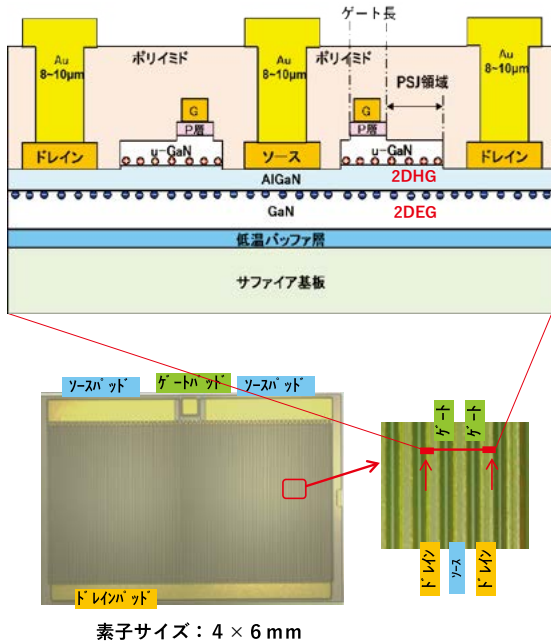 ゲート長
Au
8~10μm
ポリイミド
Au
8~10μm
ポリイミド
PSJ領域
Au
8~10μm
G
P層
u-GaN
G
P層
u-GaN
ドレイン
ソース
ドレイン
AlGaN
2DHG
GaN
2DEG
低温バッファ層
サファイア基板
ソースパッド
ゲートパッド
ソースパッド
ゲート
ゲート
ドレイン
ソース
ドレイン
ドレインパッド
素子サイズ：4 × 6 mm